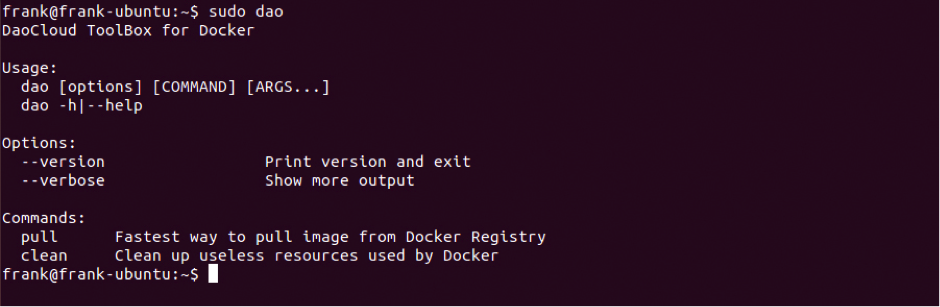 frank@frank-ubuntu:~$ sudo dao
DaoCloud ToolBox for Docker
Usage:
dao [options] [COMMAND] [ARGS...]
dao -h|--help
Options:
--version Print version and exit
--verbose Show more output
Commands:
pull Fastest way to pull image from Docker Registry
clean Clean up useless resources used by Docker
frank@frank-ubuntu:~$